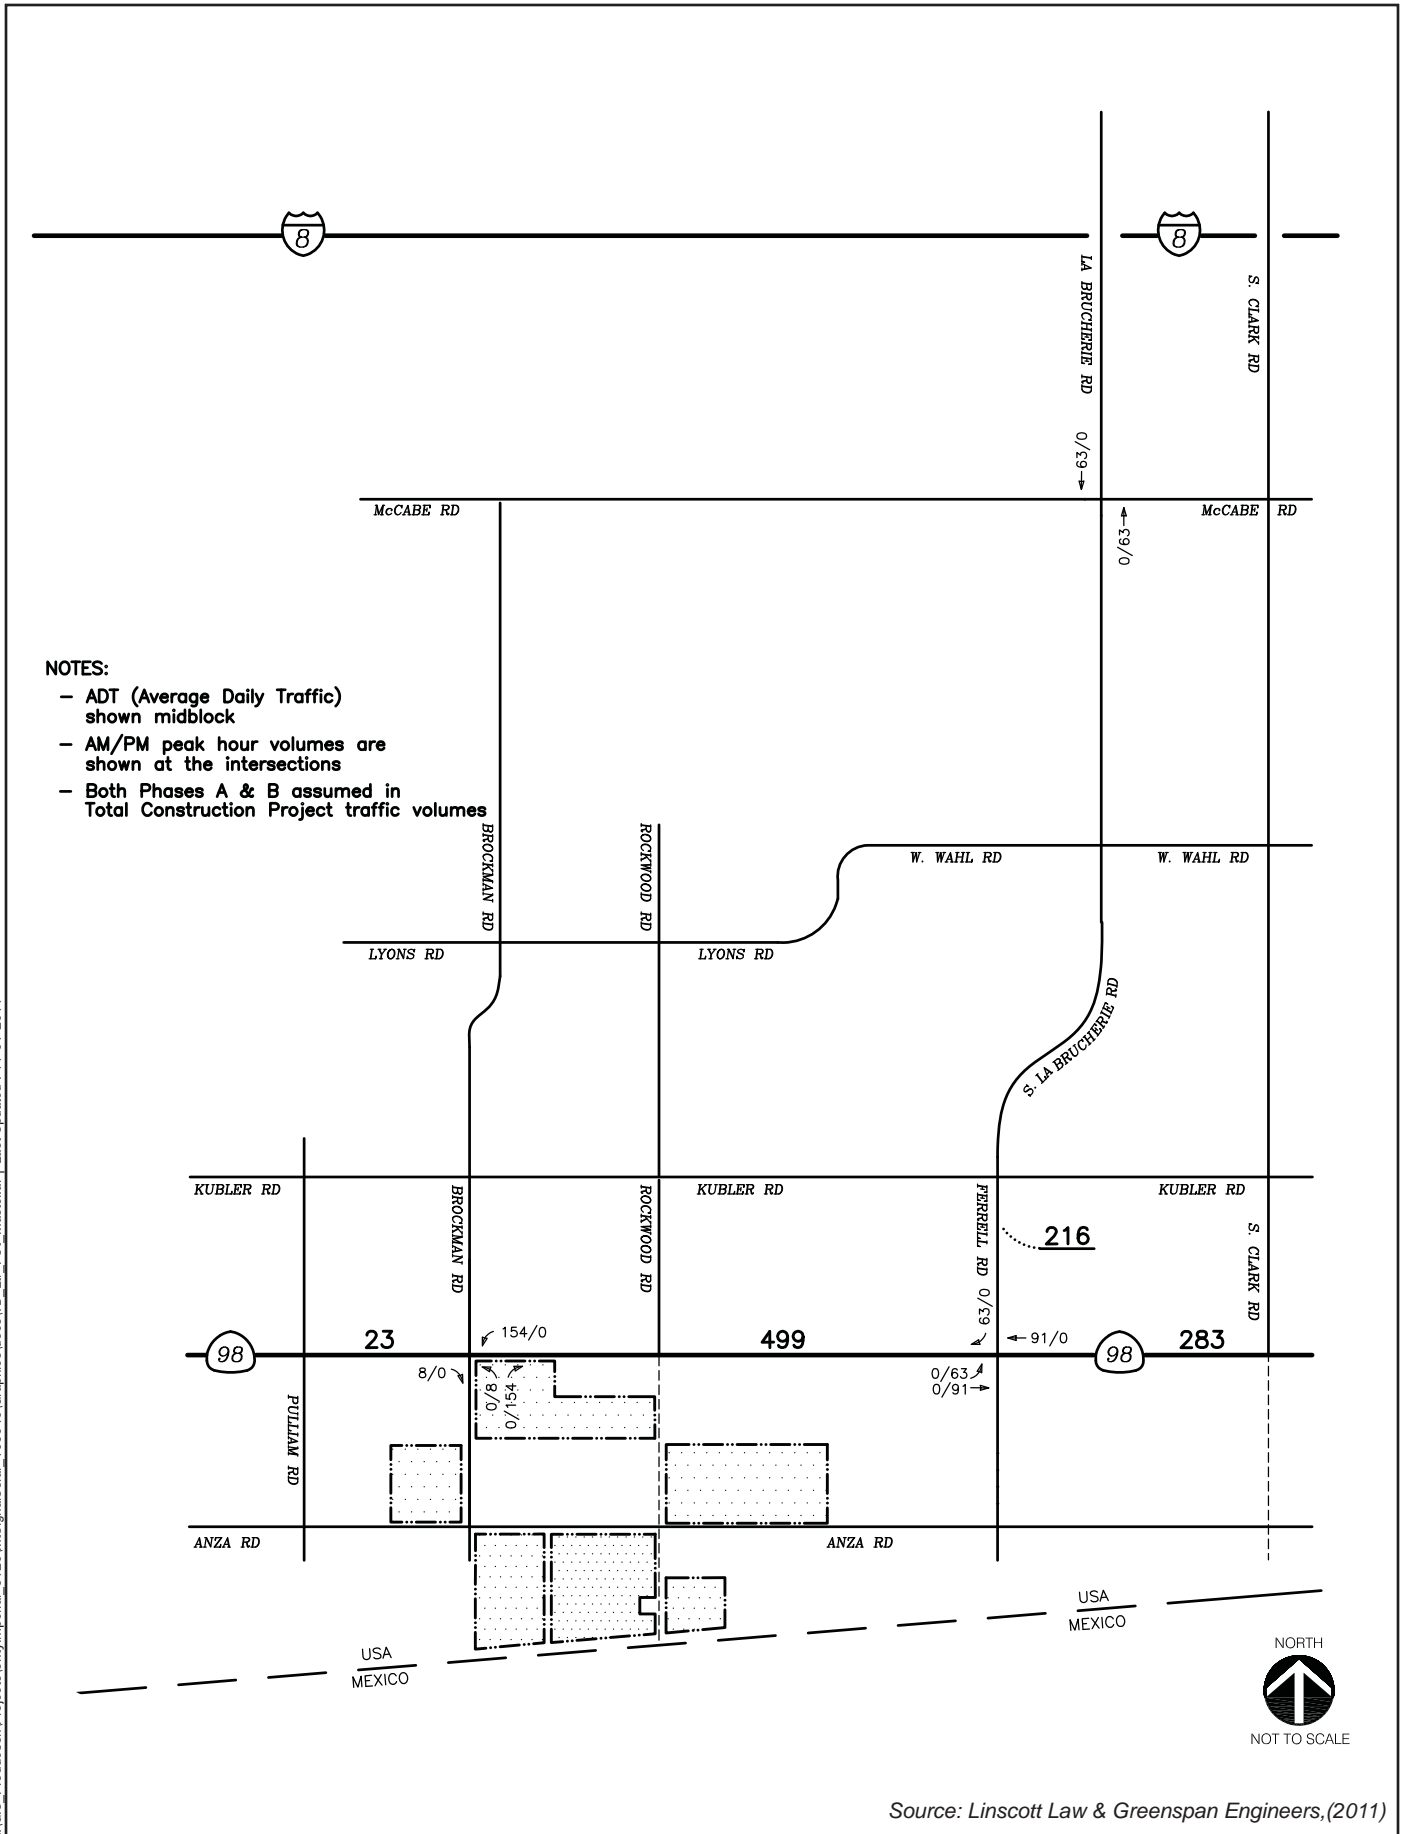 8
8
LA BRUCHERIE RD
S. CLARK RD
63/0
McCABE RD
McCABE RD
0/63
NOTES:
– ADT (Average Daily Traffic)
shown midblock
– AM/PM peak hour volumes are
shown at the intersections
– Both Phases A & B assumed in
Total Construction Project traffic volumes
BROCKMAN RD
ROCKWOOD RD
W. WAHL RD
W. WAHL RD
LYONS RD
LYONS RD
S. LA BRUCHERIE RD
KUBLER RD
KUBLER RD
KUBLER RD
BROCKMAN RD
ROCKWOOD RD
FERRELL RD
216
S. CLARK RD
63/0
98
23
154/0
499
91/0
98
283
8/0
0/8
0/154
0/63
0/91
PULLIAM RD
ANZA RD
ANZA RD
USA
MEXICO
USA
MEXICO
NORTH
NOT TO SCALE
Source: Linscott Law & Greenspan Engineers,(2011)